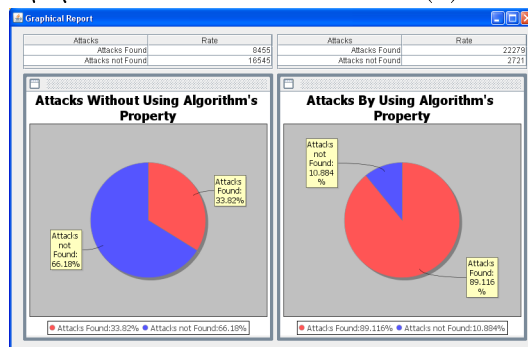 Graphical Report
Attacks Rate
Attacks Found 8455
Attacks not Found 16545
Attacks Rate
Attacks Found 22279
Attacks not Found 2721
Attacks Without Using Algorithm's
Property
Attacks
Found:
33.82%
Attacks
not
Found:
66.18%
Attacks Found:33.82% Attacks not Found:66.18%
Attacks By Using Algorithm's
Property
Attacks
not
Found:
10.884
%
Attacks
Found:
89.116
%
Attacks Found:89.116% Attacks not Found:10.884%